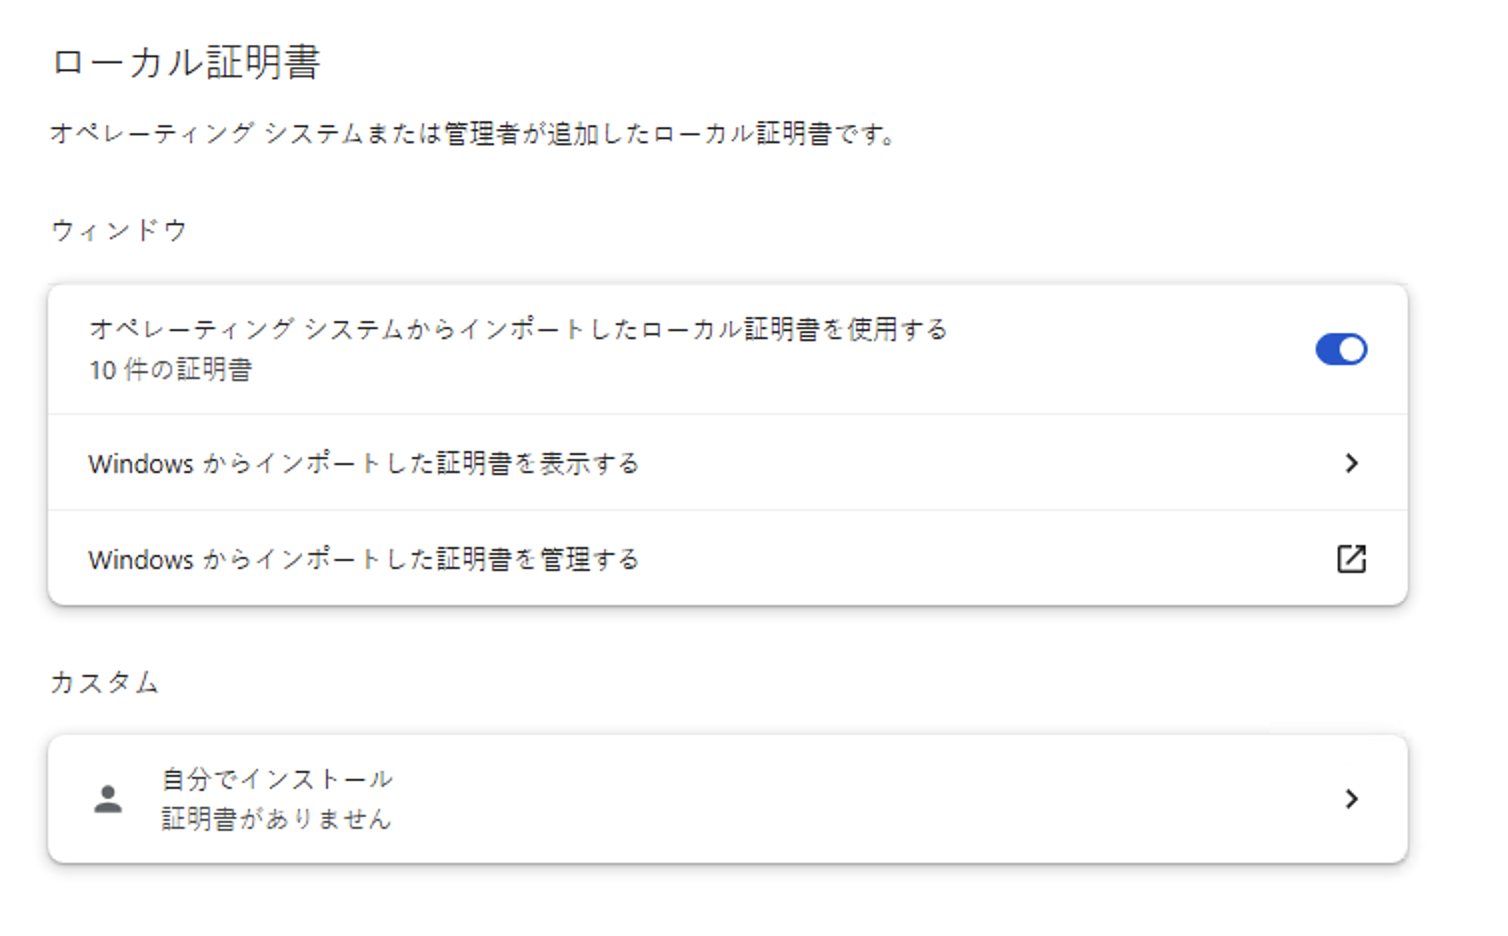 ローカル証明書
オペレーティング システムまたは管理者が追加したローカル証明書です。
ウィンドウ
オペレーティング システムからインポートしたローカル証明書を使用する
10 件の証明書
Windows からインポートした証明書を表示する
Windows からインポートした証明書を管理する
カスタム
自分でインストール
証明書がありません